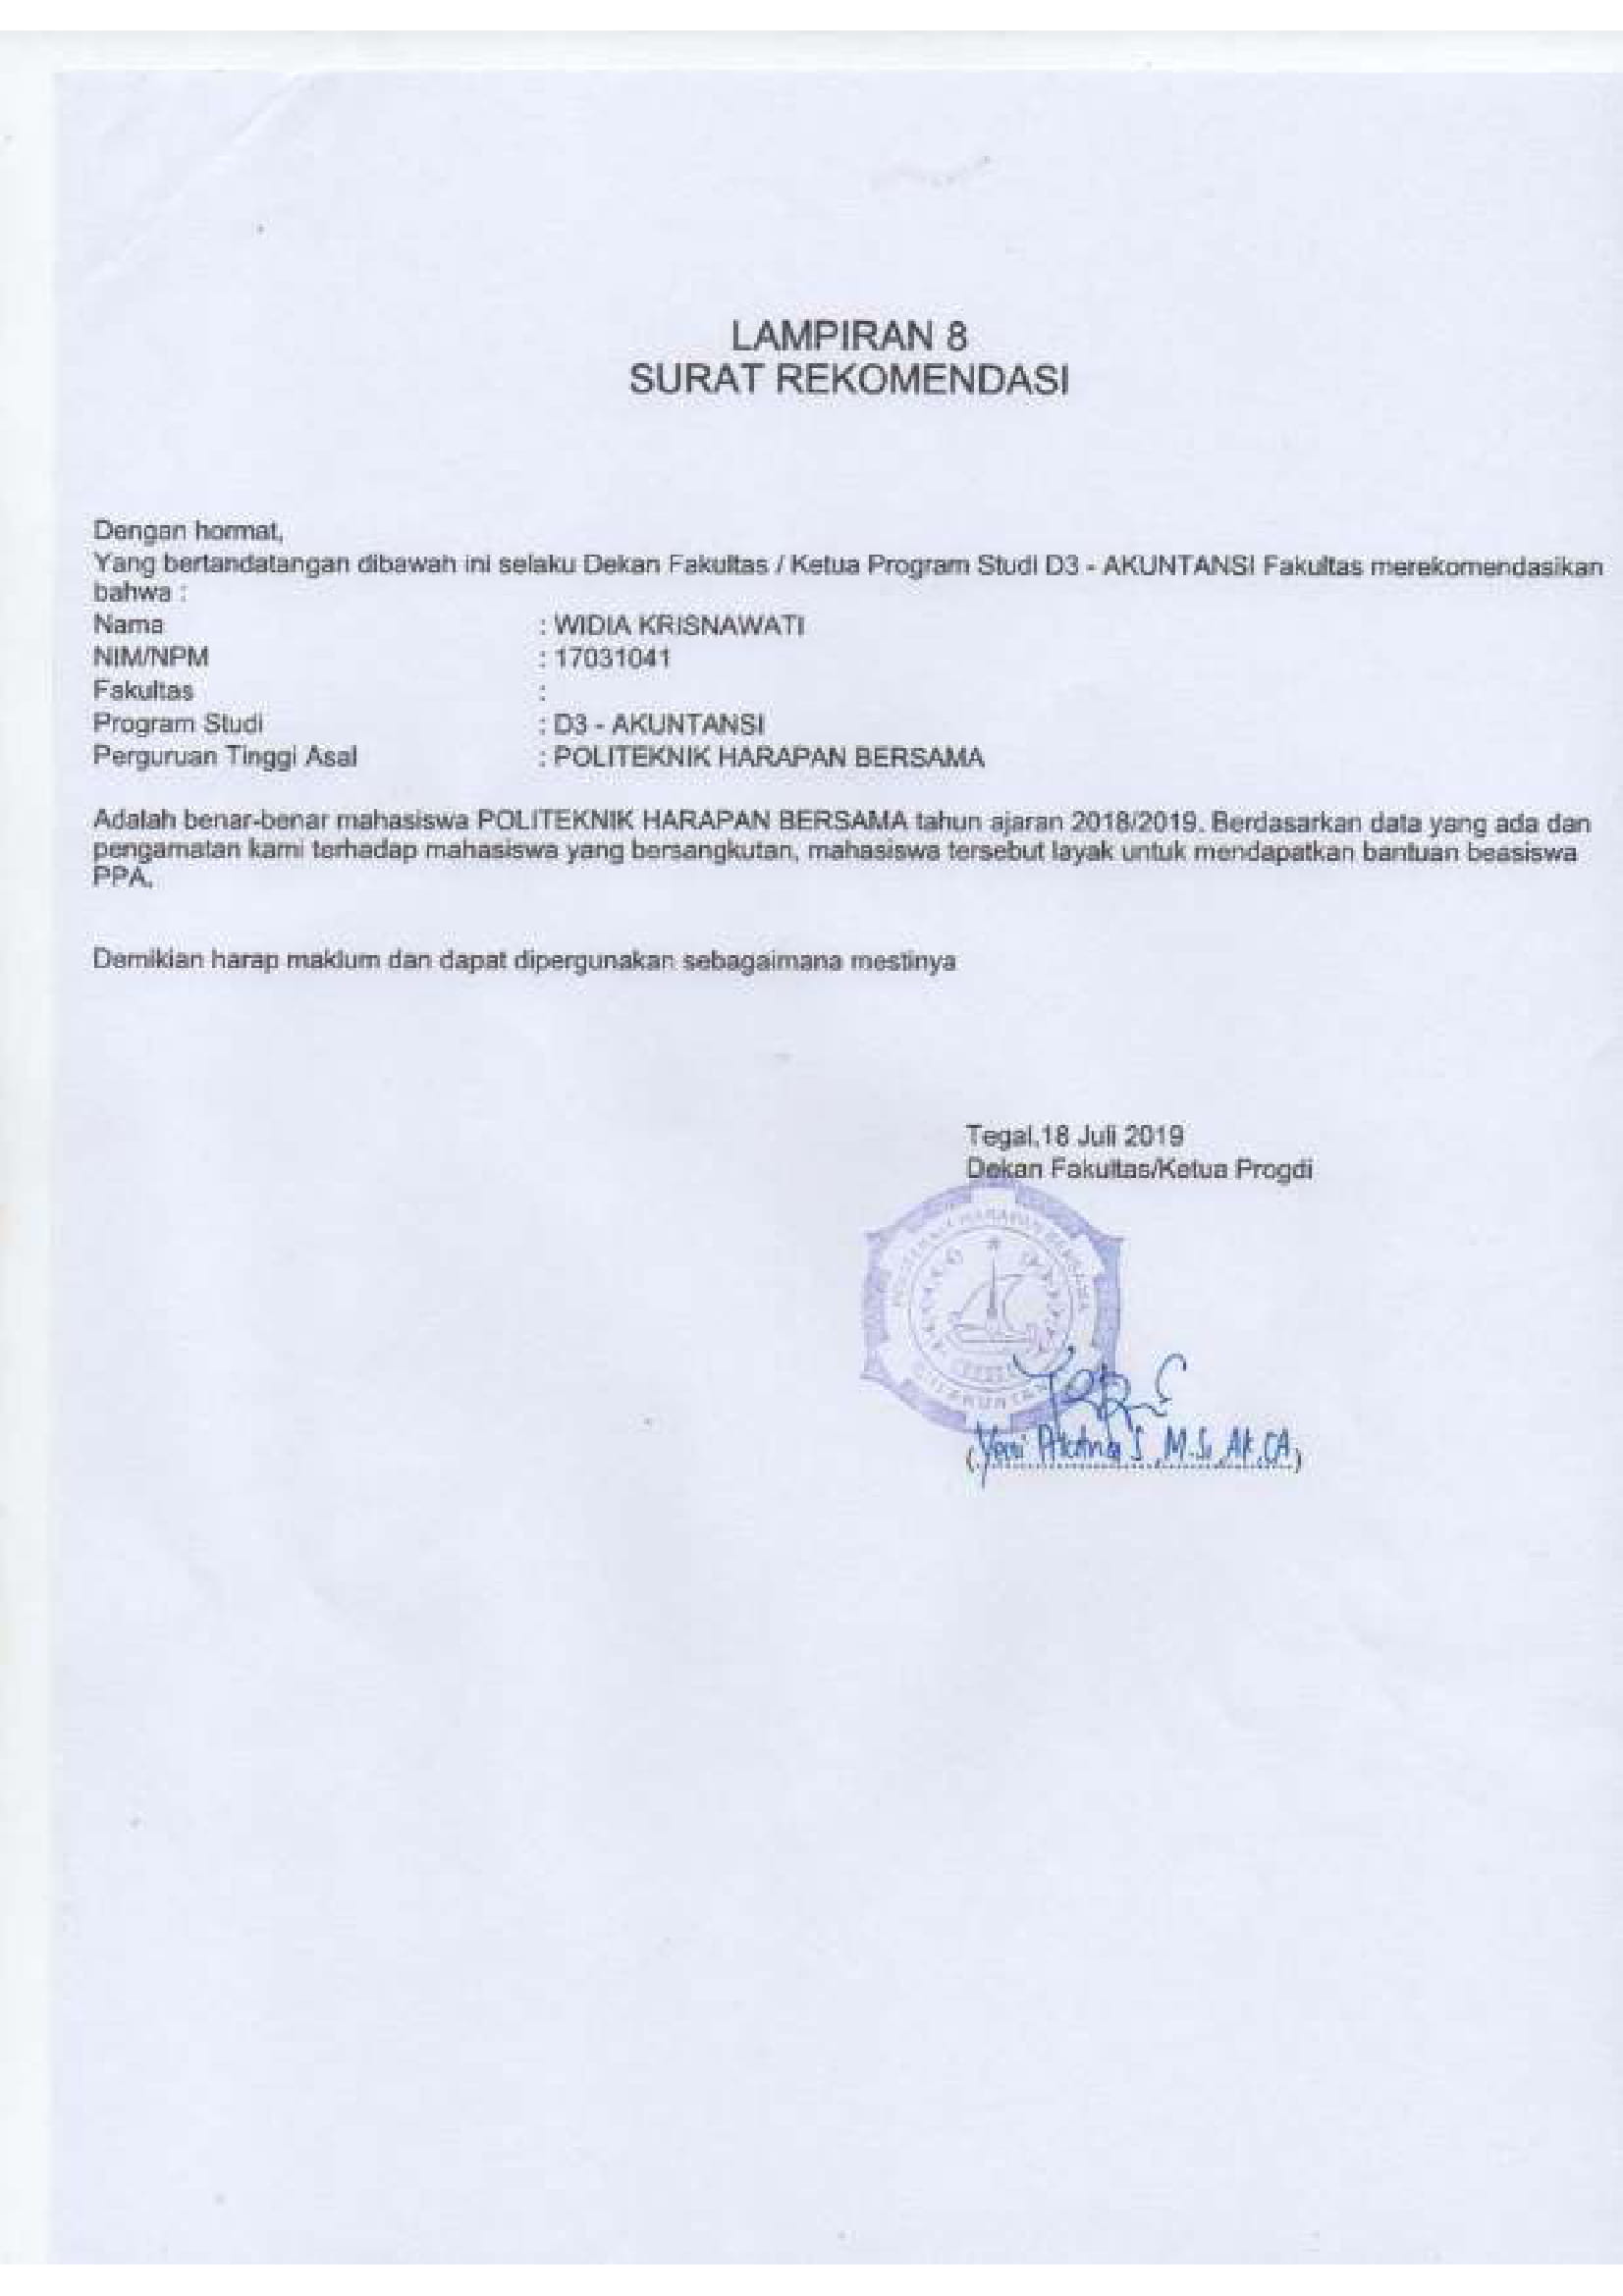 LAMPIRAN 8
SURAT REKOMENDASI
Dengan hormat,
Yang bertandatangan dibawah ini selaku Dekan Fakultas / Ketua Program Studi D3 - AKUNTANSI Fakultas merekomendasikan
bahwa :
Nama : WIDIA KRISNAWATI
NIM/NPM : 17031041
Fakultas :
Program Studi : D3 - AKUNTANSI
Perguruan Tinggi Asal : POLITEKNIK HARAPAN BERSAMA
Adalah benar-benar mahasiswa POLITEKNIK HARAPAN BERSAMA tahun ajaran 2018/2019. Berdasarkan data yang ada dan
pengamatan kami terhadap mahasiswa yang bersangkutan, mahasiswa tersebut layak untuk mendapatkan bantuan beasiswa
PPA.
Demikian harap maklum dan dapat dipergunakan sebagaimana mestinya
Tegal,18 Juli 2019
Dekan Fakultas/Ketua Progdi
HARAPAN BERSAMA
(Yeni M.Si, Ak, CA)